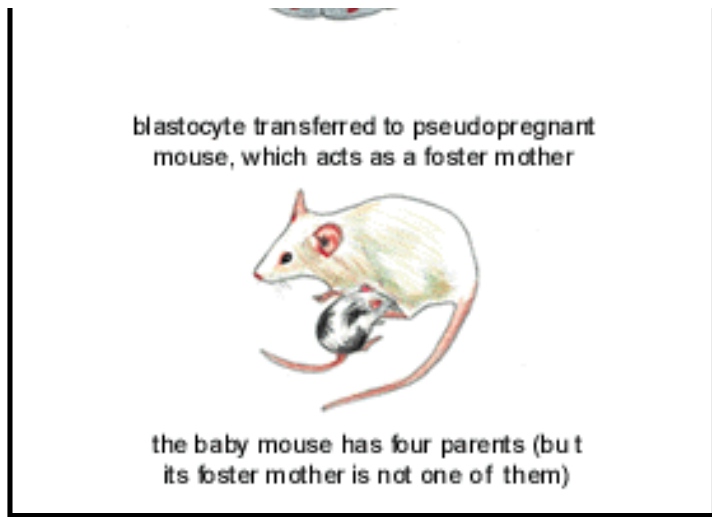 blastocyte transferred to pseudopregnant
mouse, which acts as a foster mother
the baby mouse has four parents (but
its foster mother is not one of them)